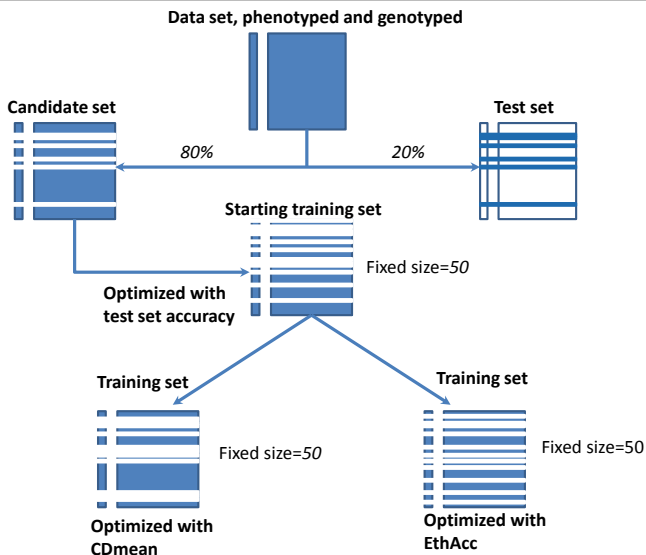 Data set, phenotyped and genotyped
Candidate set
Test set
80%
20%
Starting training set
Fixed size=50
Optimized with
test set accuracy
Training set
Training set
Fixed size=50
Fixed size=50
Optimized with
CDmean
Optimized with
EthAcc